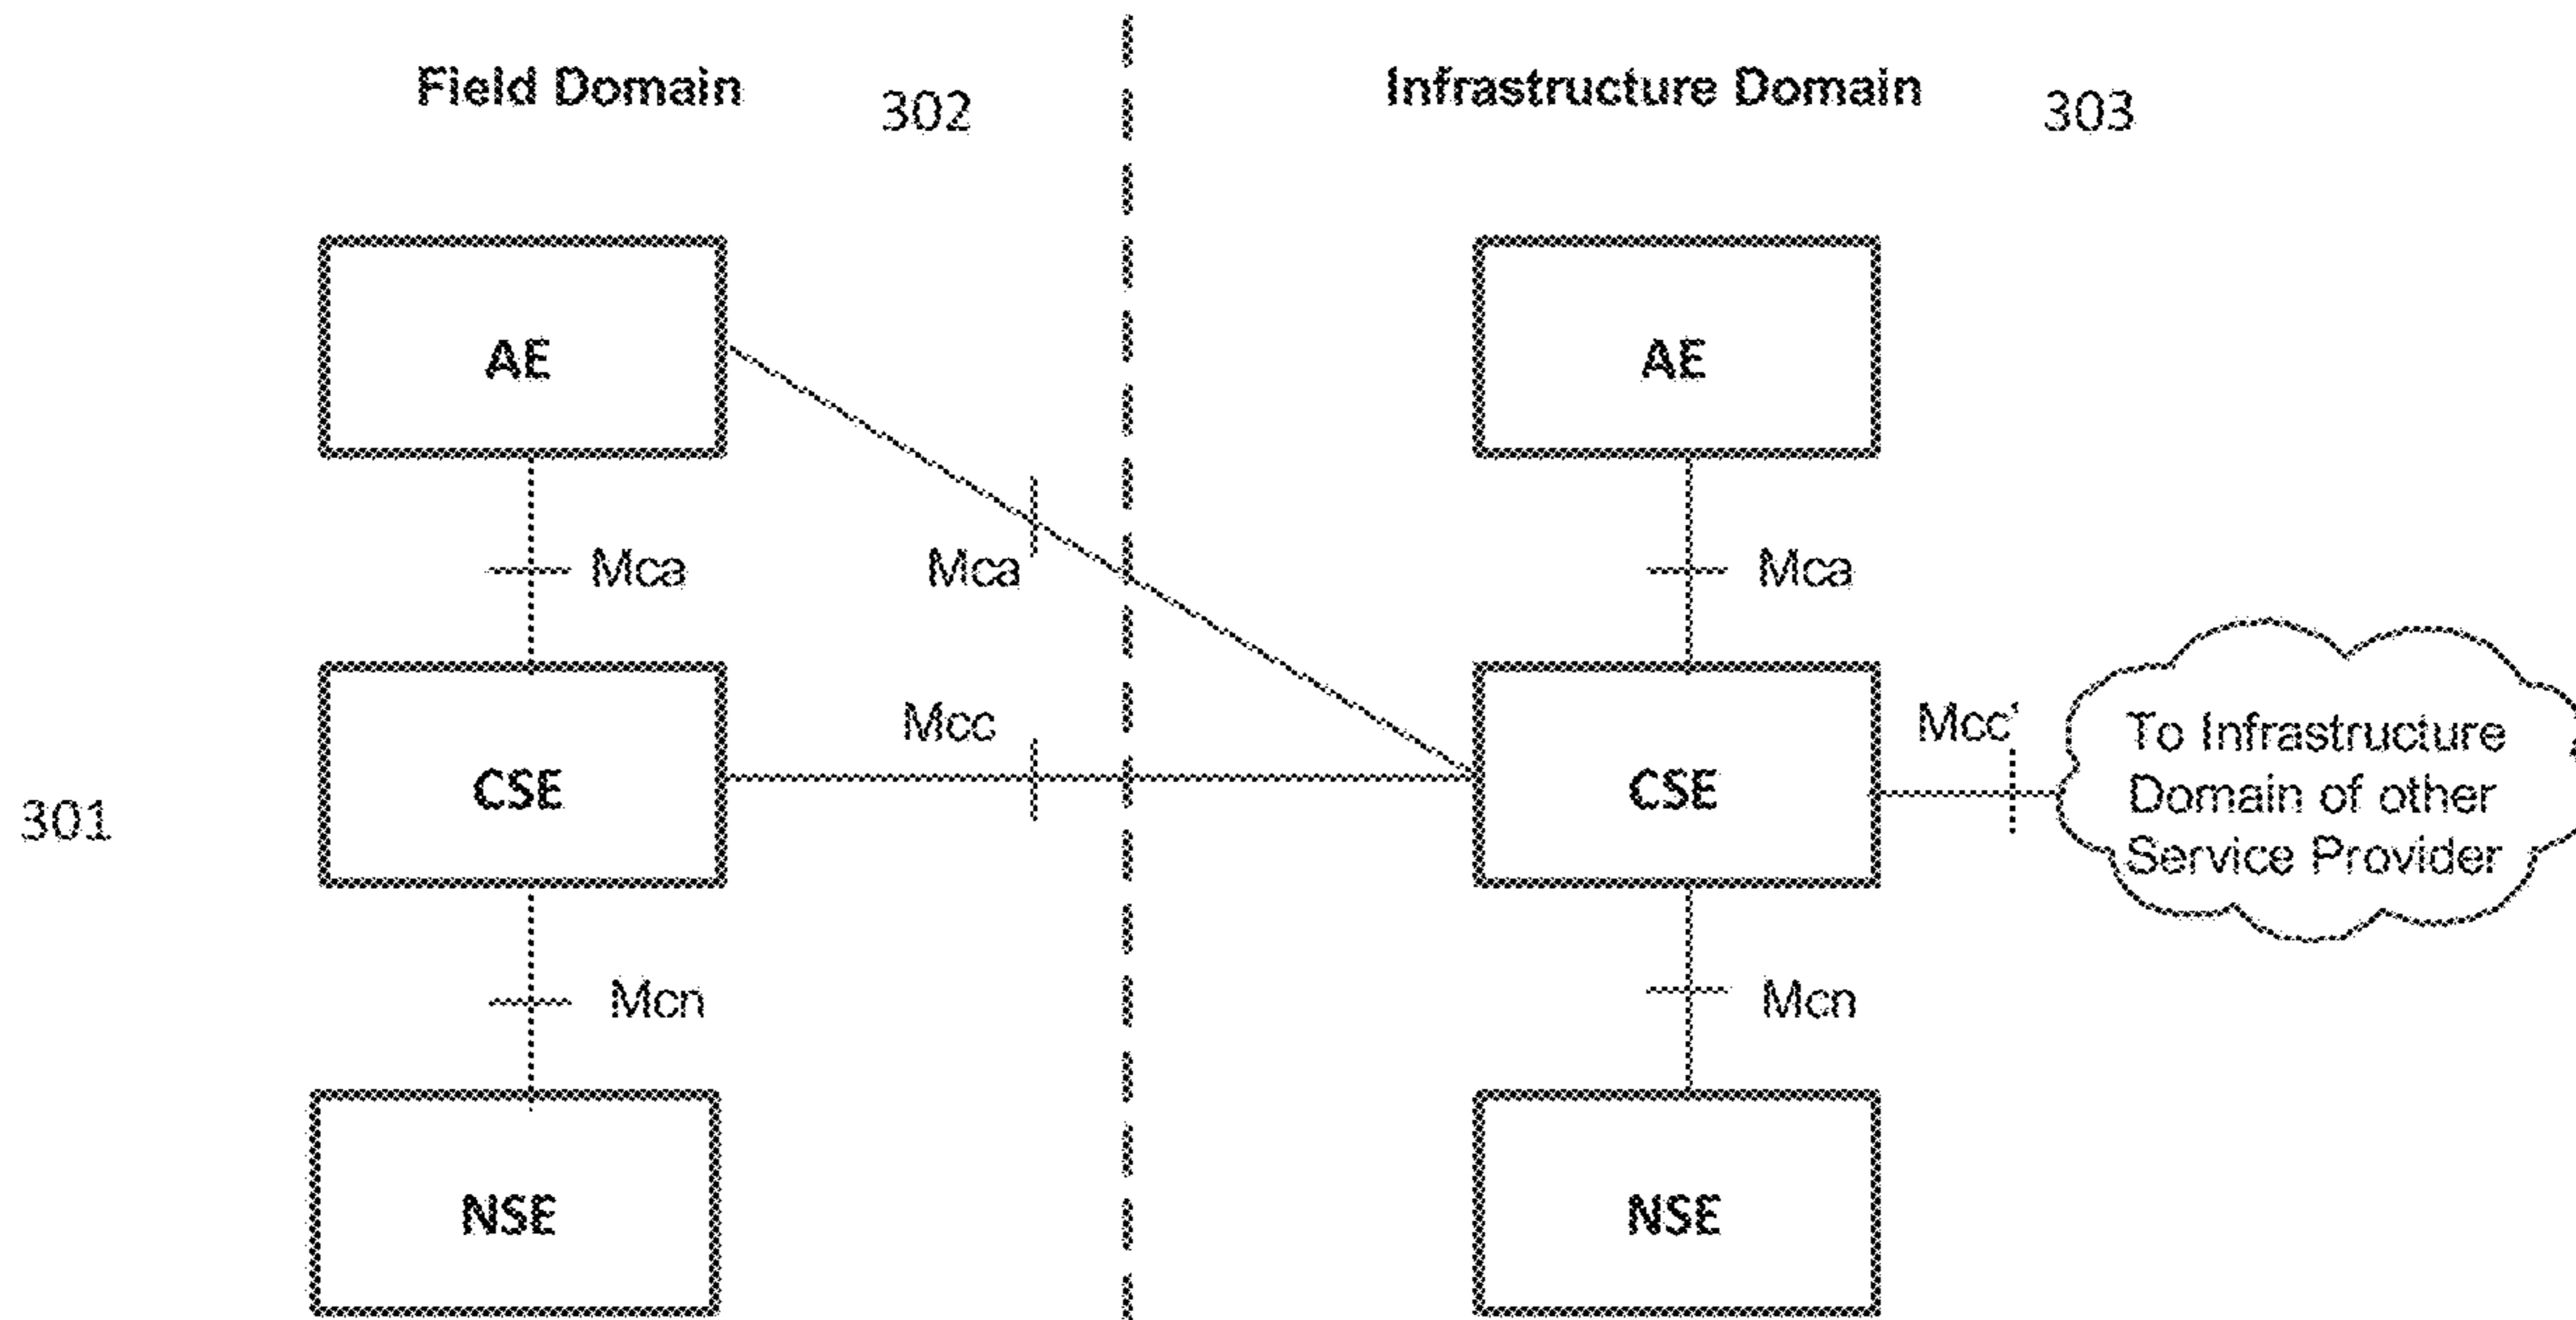 Field Domain
302
Infrastructure Domain
303
AE
AE
Mca
Mca
Mca
Mcc
Mcc'
To Infrastructure
Domain of other
Service Provider
301
CSE
CSE
Mcn
Mcn
NSE
NSE